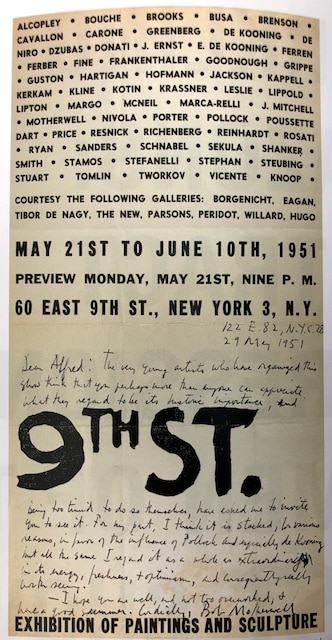 ALCOPLEY • BOUCHE • BROOKS • BUSA • BRENSON •
CAVALLON • CARONE • GREENBERG • DE KOONING • DE
NIRO • DZUBAS • DONATI • J. ERNST • E. DE KOONING • FERREN
• FERBER • FINE • FRANKENTHALER • GOODNOUGH • GRIPPE
• GUSTON • HARTIGAN • HOFMANN • JACKSON • KAPPELL •
KERKAM • KLINE • KOTIN • KRASSNER • LESLIE • LIPPOLD •
LIPTON • MARGO • MCNEIL • MARCA-RELLI • J. MITCHELL
• MOTHERWELL • NIVOLA • PORTER • POLLOCK • POUSSETTE
DART • PRICE • RESNICK • RICHENBERG • REINHARDT • ROSATI
• RYAN • SANDERS • SCHNABEL • SEKULA • SHANKER •
SMITH • STAMOS • STEFANELLI • STEPHAN • STEUBING •
STUART • TOMLIN • TWORKOV • VICENTE • KNOOP •
COURTESY THE FOLLOWING GALLERIES: BORGENICHT, EAGAN,
TIBOR DE NAGY, THE NEW, PARSONS, PERIDOT, WILLARD, HUGO
MAY 21ST TO JUNE 10TH, 1951
PREVIEW MONDAY, MAY 21ST, NINE P. M.
60 EAST 9TH ST., NEW YORK 3, N.Y.
122 E. 82, N.Y.C. 28
29 May 1951
Dear Alfred: The very young artists who have organized this
show think that you perhaps more than anyone can appreciate
what they regard to be its historic importance, and
9TH ST.
being too timid to do so themselves, have asked me to invite
you to see it. For my part, I think it is stacked, for various
reasons, in favor of the influence of Pollock and especially de Kooning
but all the same I regard it as a whole as extraordinary
in its energy, freshness, & optimism, and consequently really
worth seeing.
— I hope you are well, and not too overworked, &
have a good summer. Cordially, Bob Motherwell
EXHIBITION OF PAINTINGS AND SCULPTURE